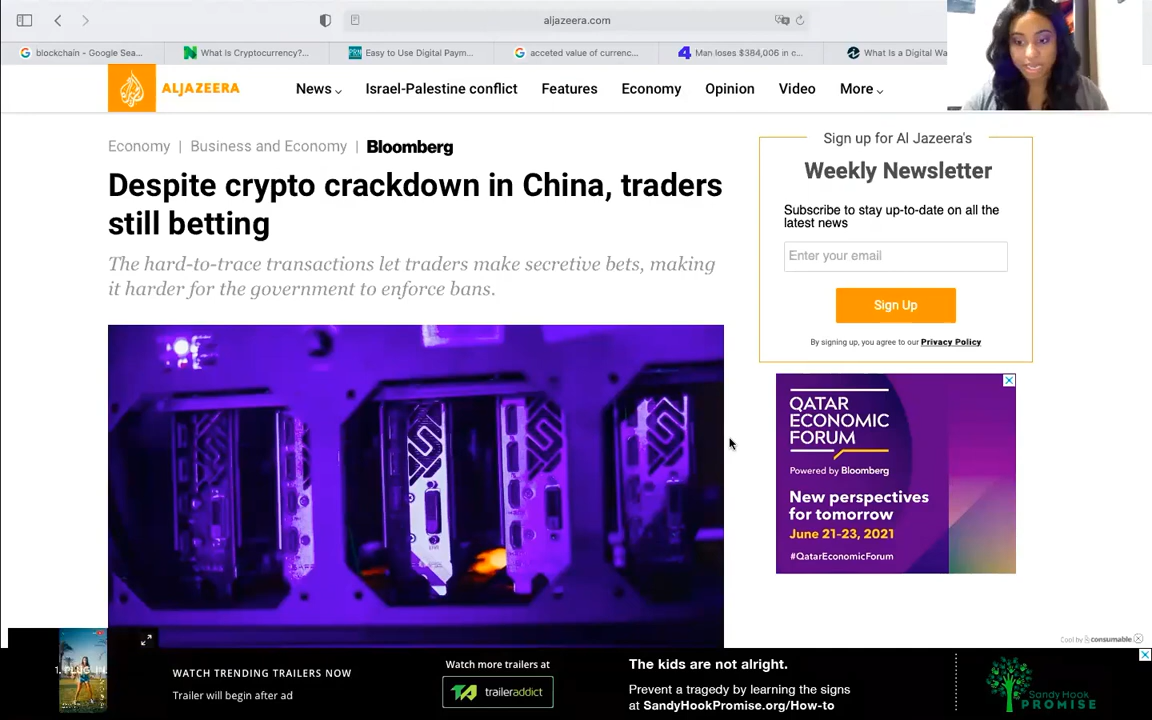 aljazeera.com
blockchain - Google Sea...
What Is Cryptocurrency?...
Easy to Use Digital Paym...
acceted value of currenc...
Man loses $384,006 in c...
What Is a Digital Wa
ALJAZEERA
News
Israel-Palestine conflict
Features
Economy
Opinion
Video
More
Economy | Business and Economy | Bloomberg
Despite crypto crackdown in China, traders
still betting
The hard-to-trace transactions let traders make secretive bets, making
it harder for the government to enforce bans.
Sign up for Al Jazeera's
Weekly Newsletter
Subscribe to stay up-to-date on all the
latest news
Enter your email
Sign Up
By signing up, you agree to our Privacy Policy
QATAR
ECONOMIC
FORUM
Powered by Bloomberg
New perspectives
for tomorrow
June 21-23, 2021
#QatarEconomicForum
Cool by consumable
1. PLUG IN
WATCH TRENDING TRAILERS NOW
Trailer will begin after ad
Watch more trailers at
traileraddict
The kids are not alright.
Prevent a tragedy by learning the signs
at SandyHookPromise.org/How-to
Sandy Hook
PROMISE